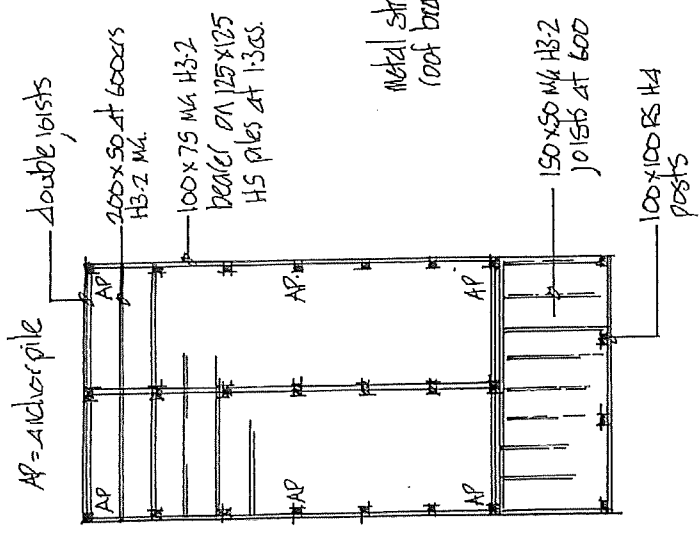 AP = Anchor pile
double joists
200x50 at 600crs
H3.2 MG.
100x75 MG H3.2
bearer on 125x125
H5 piles at 1.3crs.
AP
AP
AP
AP
AP
AP
metal
roof
150x50 MG H3.2
joists at 600
100x100 RS H4
posts